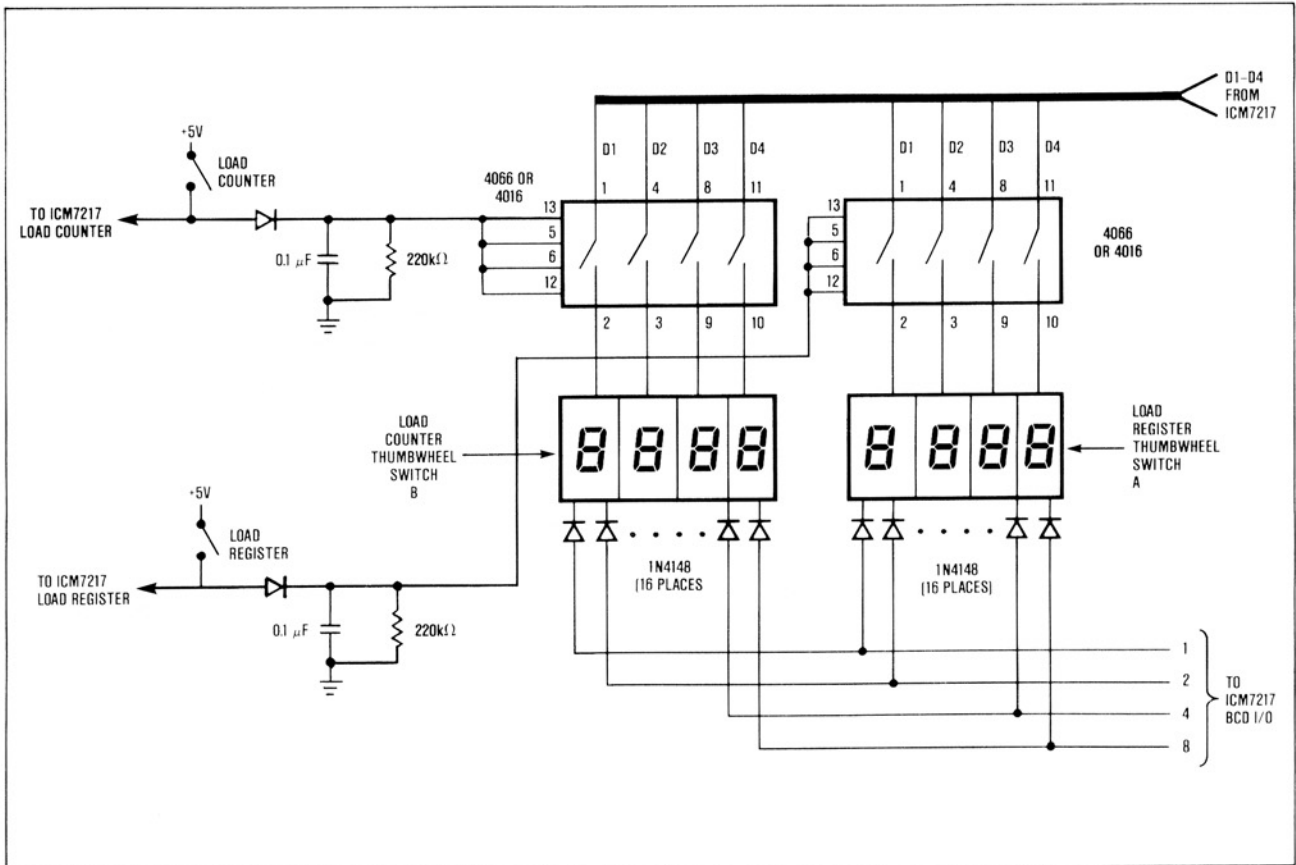 D1-D4
FROM
ICM7217
+5V
LOAD
COUNTER
TO ICM7217
LOAD COUNTER
0.1 μF
220kΩ
4066 OR
4016
D1 D2 D3 D4
1 4 8 11
13
5
6
12
2 3 9 10
D1 D2 D3 D4
1 4 8 11
13
5
6
12
4066
OR 4016
2 3 9 10
LOAD
COUNTER
THUMBWHEEL
SWITCH
B
8 8 8 8
8 8 8 8
LOAD
REGISTER
THUMBWHEEL
SWITCH
A
+5V
LOAD
REGISTER
TO ICM7217
LOAD REGISTER
0.1 μF
220kΩ
1N4148
(16 PLACES
1N4148
(16 PLACES)
1
2
4
8
TO
ICM7217
BCD I/O